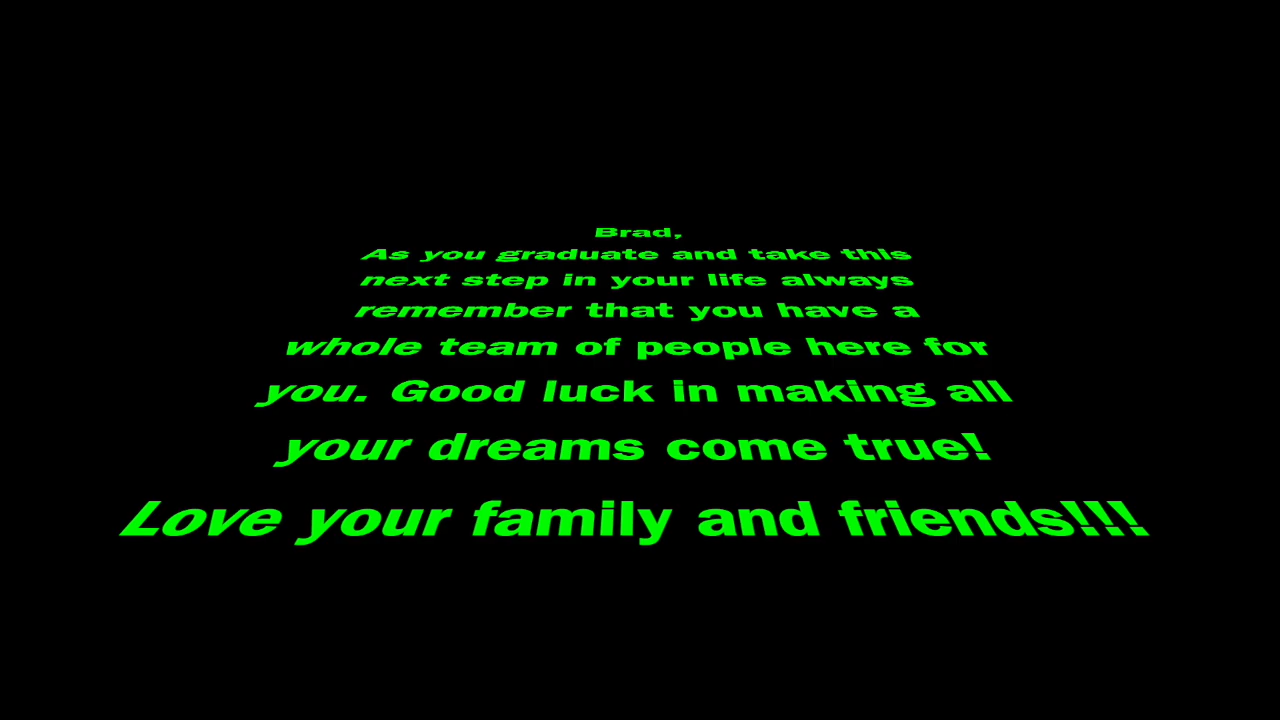 Brad,
As you graduate and take this
next step in your life always
remember that you have a
whole team of people here for
you. Good luck in making all
your dreams come true!
Love your family and friends!!!